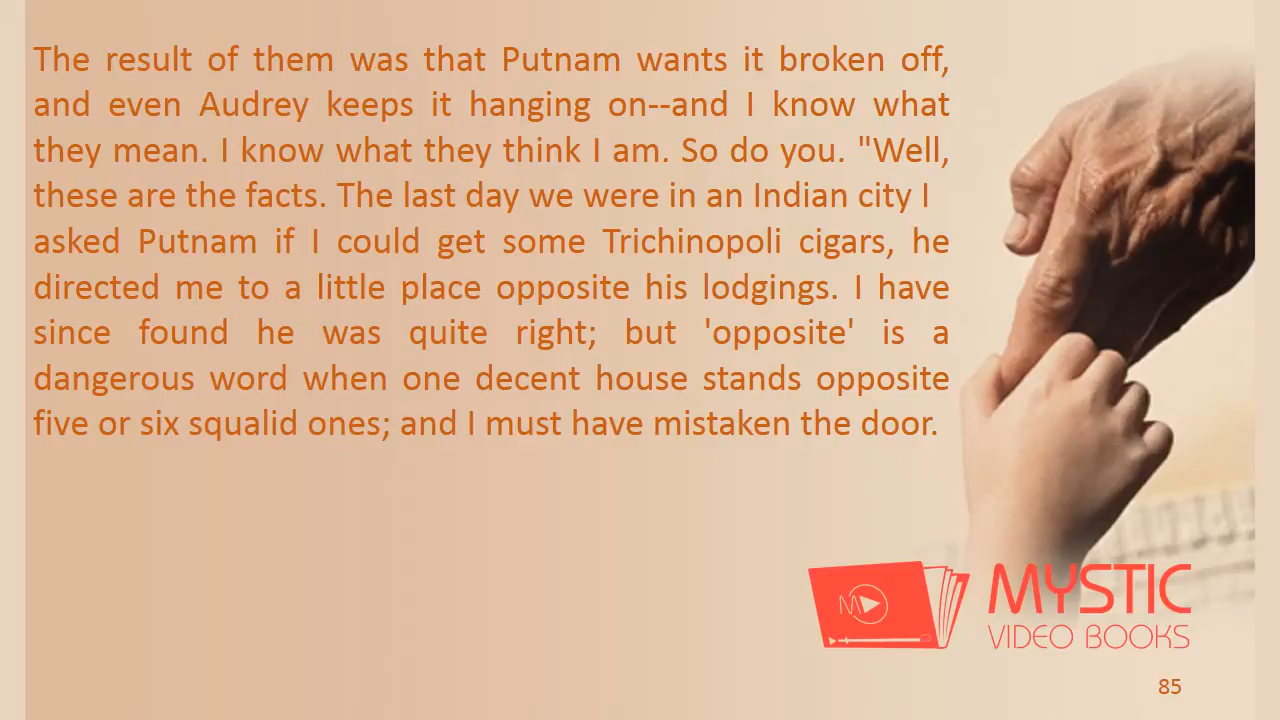 The result of them was that Putnam wants it broken off,
and even Audrey keeps it hanging on--and I know what
they mean. I know what they think I am. So do you. "Well,
these are the facts. The last day we were in an Indian city I
asked Putnam if I could get some Trichinopoli cigars, he
directed me to a little place opposite his lodgings. I have
since found he was quite right; but 'opposite' is a
dangerous word when one decent house stands opposite
five or six squalid ones; and I must have mistaken the door.
M
MYSTIC
VIDEO BOOKS
85